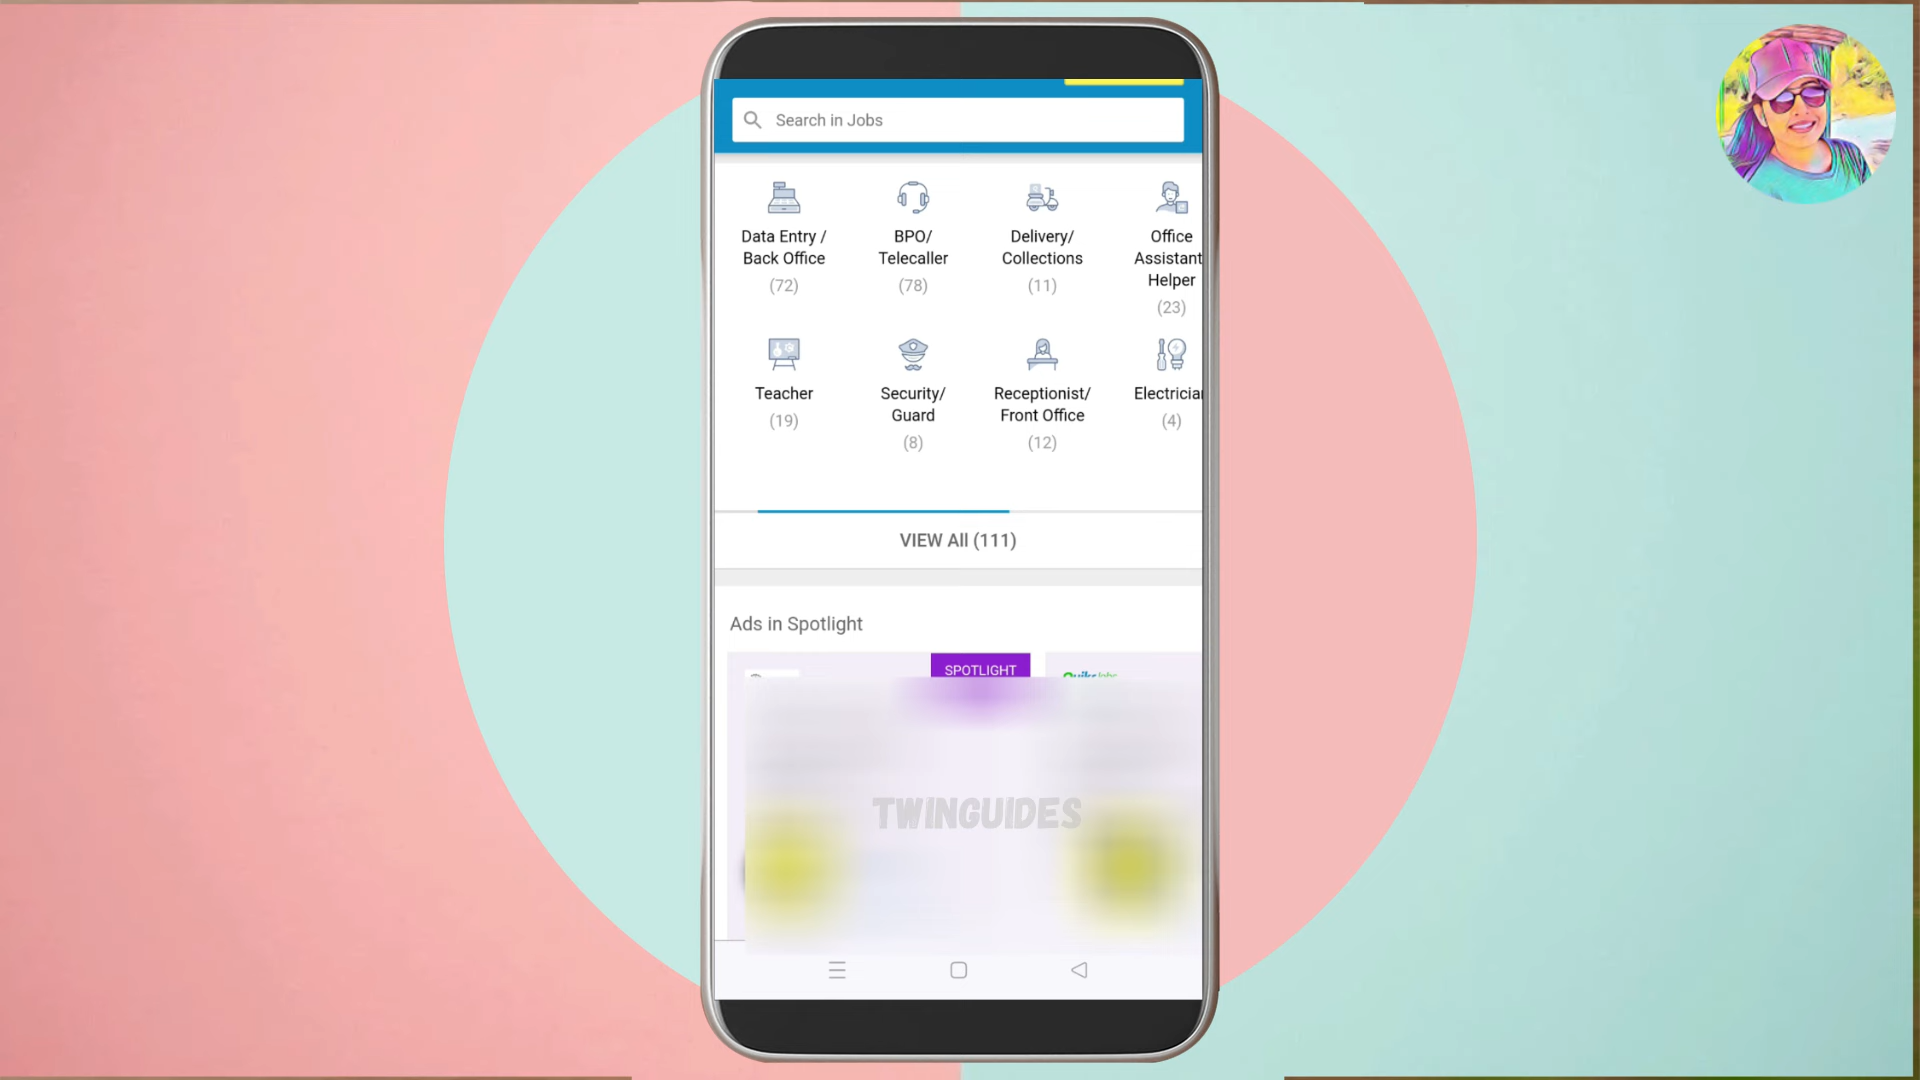 Search in Jobs
Data Entry /
Back Office
(72)
BPO/
Telecaller
(78)
Delivery/
Collections
(11)
Office
Assistant
Helper
(23)
Teacher
(19)
Security/
Guard
(8)
Receptionist/
Front Office
(12)
Electricia
(4)
VIEW All (111)
Ads in Spotlight
SPOTLIGHT
TWINGUIDES